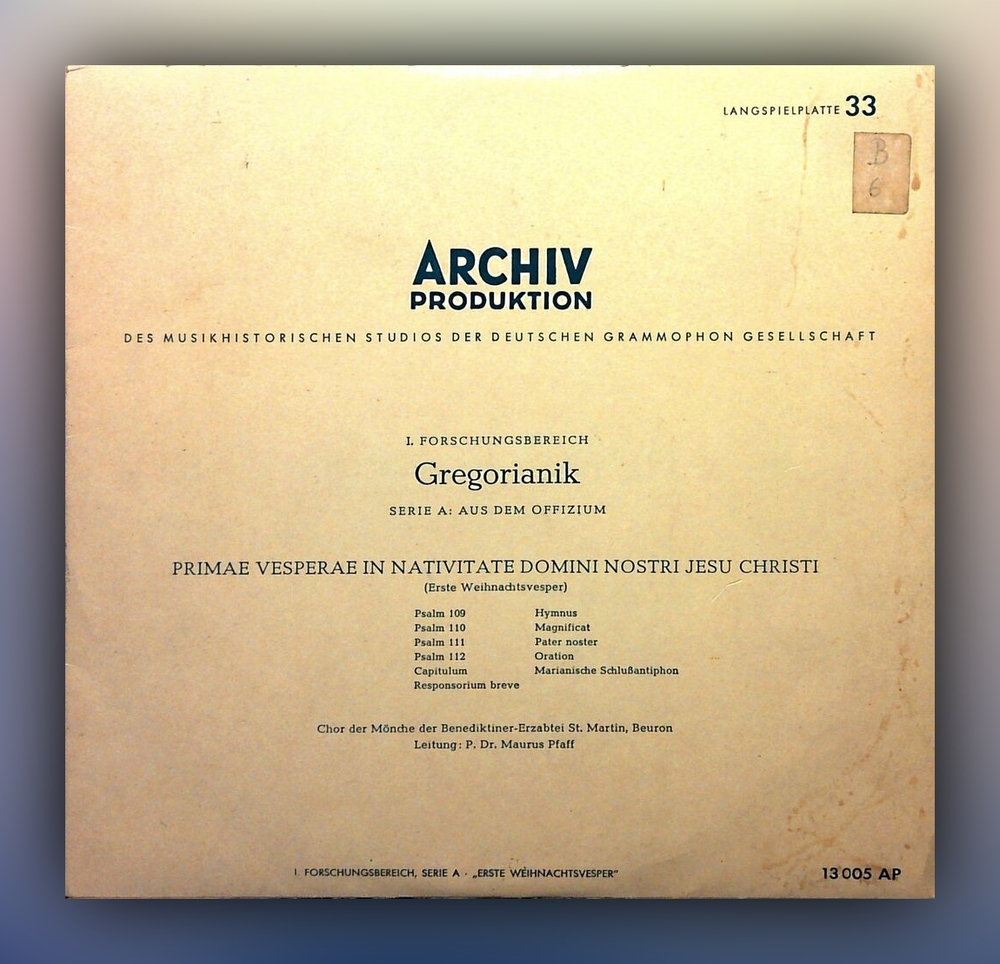 LANGSPIELPLATTE 33
B
6
ARCHIV
PRODUKTION
DES MUSIKHISTORISCHEN STUDIOS DER DEUTSCHEN GRAMMOPHON GESELLSCHAFT
I. FORSCHUNGSBEREICH
Gregorianik
SERIE A: AUS DEM OFFIZIUM
PRIMAE VESPERAE IN NATIVITATE DOMINI NOSTRI JESU CHRISTI
(Erste Weihnachtsvesper)
Psalm 109
Psalm 110
Psalm 111
Psalm 112
Capitulum
Responsorium breve
Hymnus
Magnificat
Pater noster
Oration
Marianische Schlußantiphon
Chor der Mönche der Benediktiner-Erzabtei St. Martin, Beuron
Leitung: P. Dr. Maurus Pfaff
I. FORSCHUNGSBEREICH, SERIE A · „ERSTE WEIHNACHTSVESPER"
13 005 AP